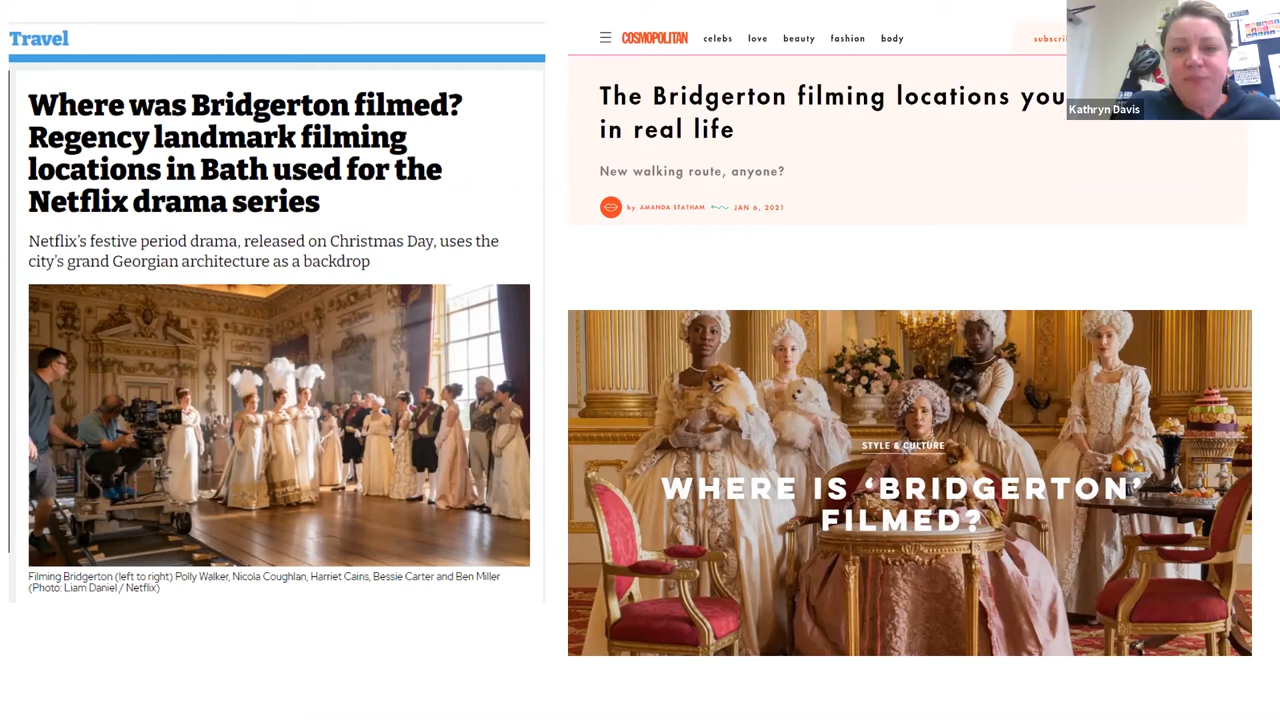 Travel
Where was Bridgerton filmed?
Regency landmark filming
locations in Bath used for the
Netflix drama series
Netflix's festive period drama, released on Christmas Day, uses the
city's grand Georgian architecture as a backdrop
Filming Bridgerton (left to right) Polly Walker, Nicola Coughlan, Harriet Cains, Bessie Carter and Ben Miller
(Photo: Liam Daniel / Netflix)
COSMOPOLITAN celebs love beauty fashion body
The Bridgerton filming locations you
in real life
New walking route, anyone?
by AMANDA STATHAM JAN 6, 2021
Kathryn Davis
STYLE & CULTURE
WHERE IS ‘BRIDGERTON’
FILMED?